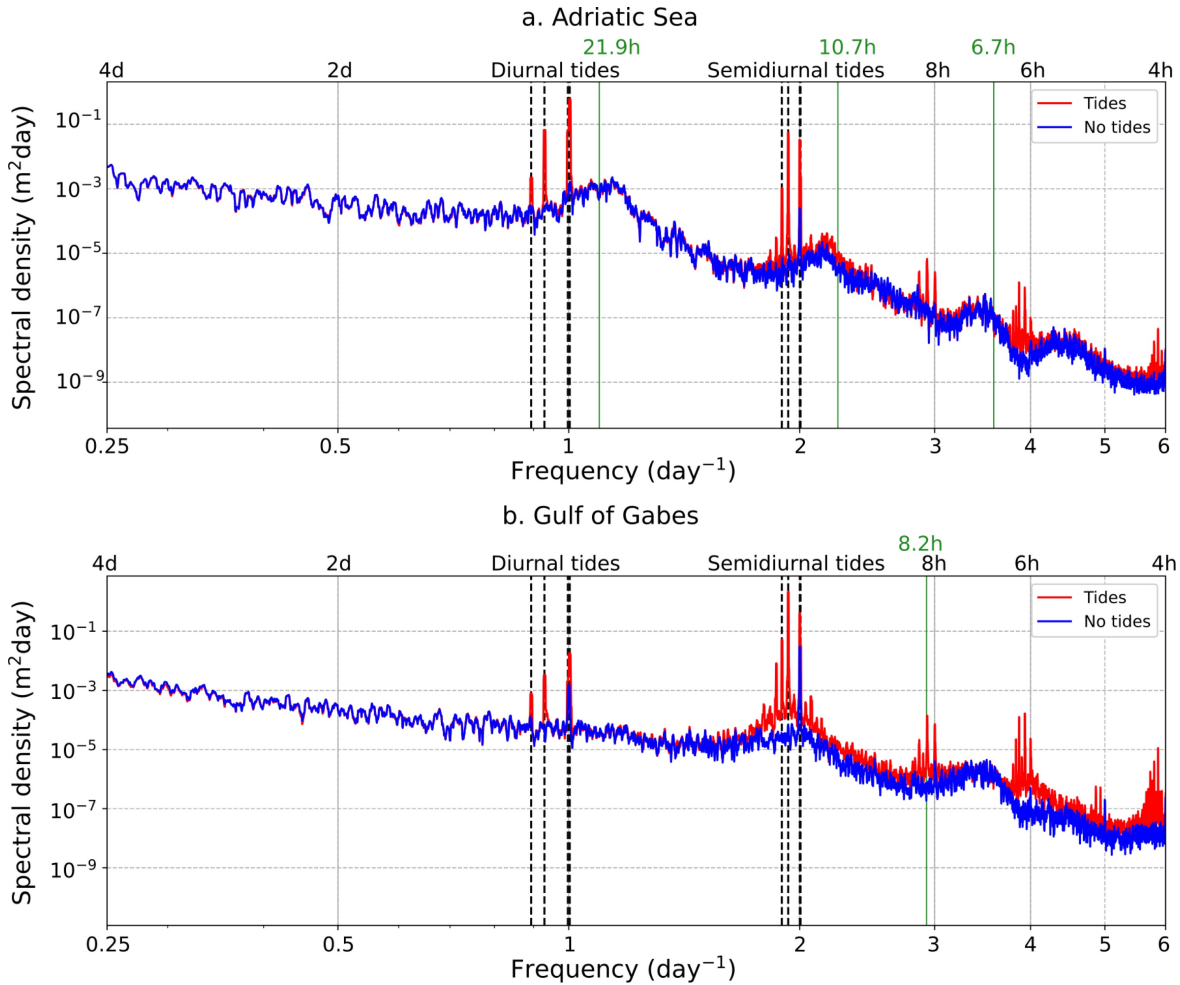 a. Adriatic Sea
21.9h 10.7h 6.7h
4d 2d Diurnal tides Semidiurnal tides 8h 6h 4h
Tides
No tides
10⁻¹
10⁻³
10⁻⁵
10⁻⁷
10⁻⁹
Spectral density (m²day)
0.25 0.5 1 2 3 4 5 6
Frequency (day⁻¹)
b. Gulf of Gabes
8.2h
4d 2d Diurnal tides Semidiurnal tides 8h 6h 4h
Tides
No tides
10⁻¹
10⁻³
10⁻⁵
10⁻⁷
10⁻⁹
Spectral density (m²day)
0.25 0.5 1 2 3 4 5 6
Frequency (day⁻¹)